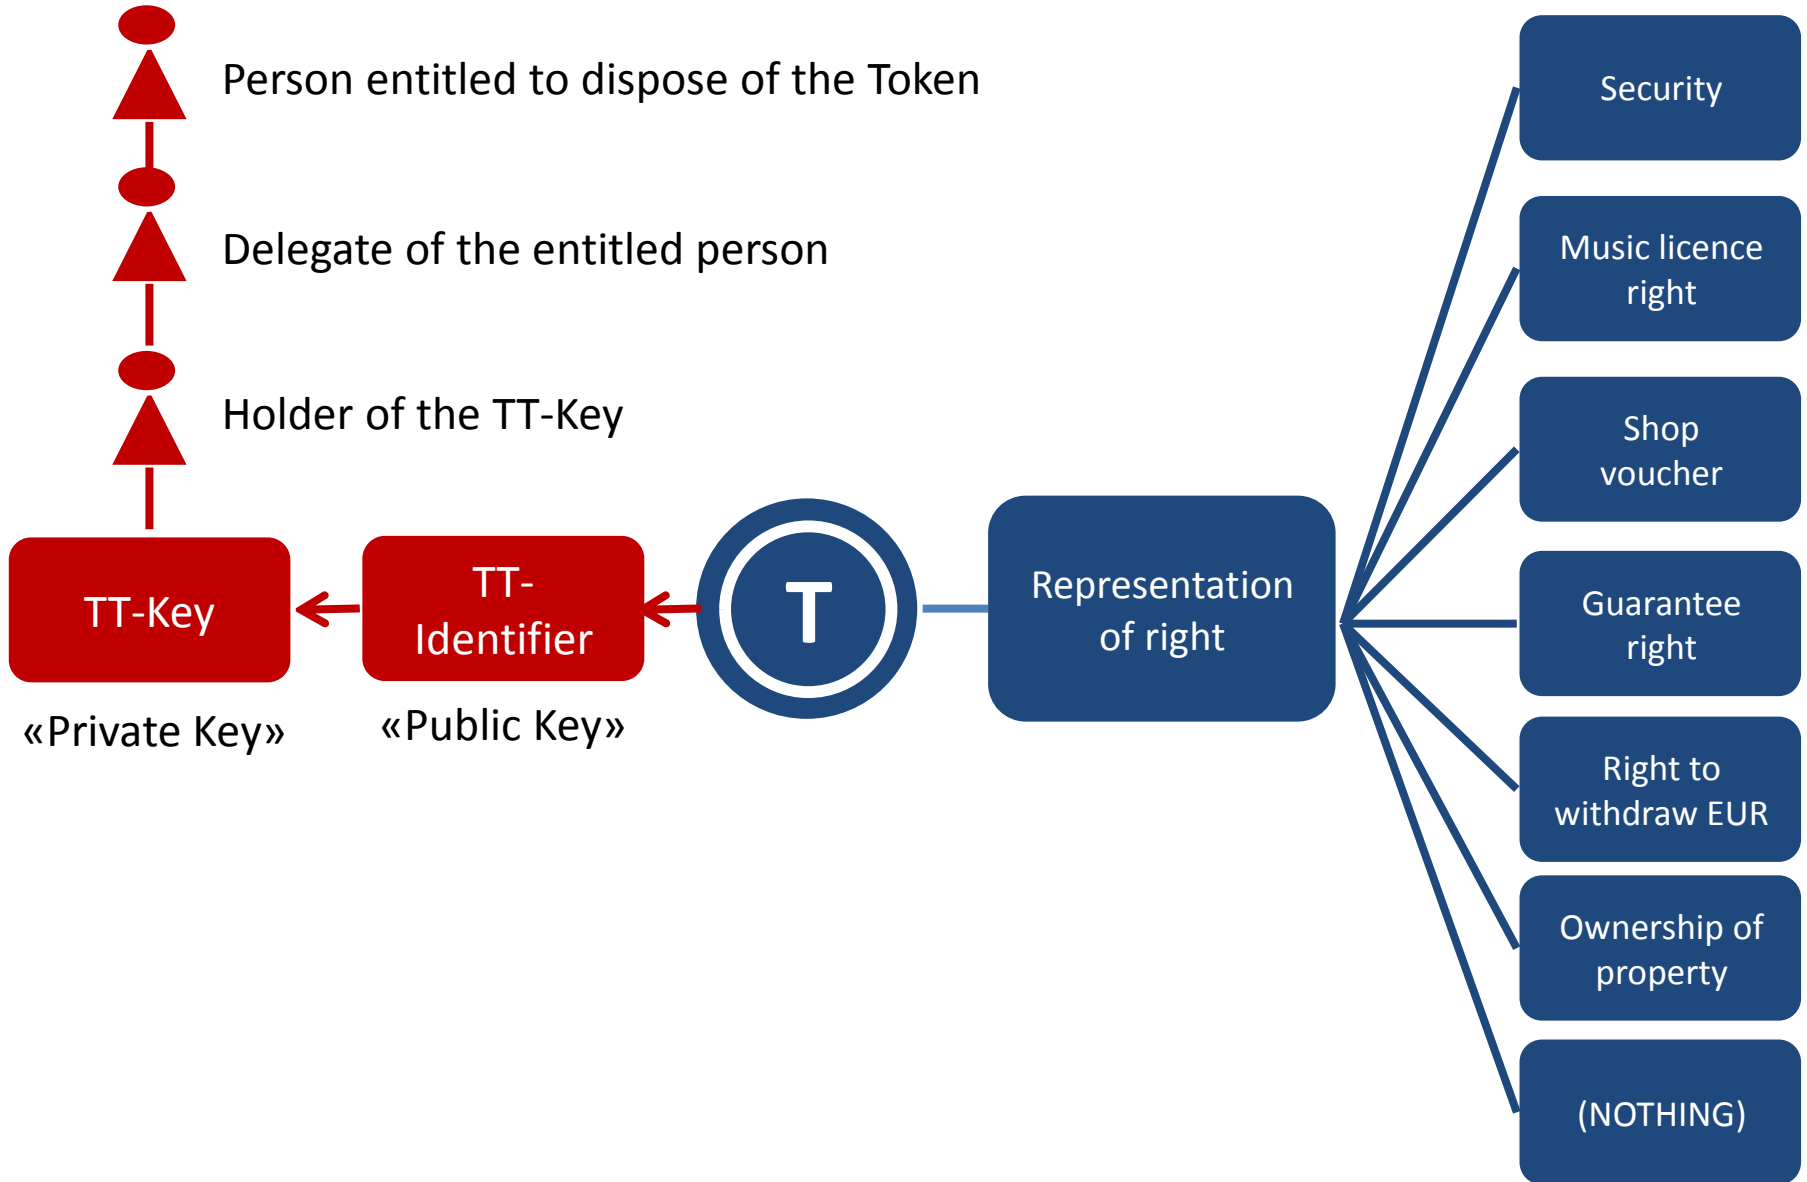 Person entitled to dispose of the Token
Delegate of the entitled person
Holder of the TT-Key
TT-Key
«Private Key»
TT-
Identifier
«Public Key»
T
Representation
of right
Security
Music licence
right
Shop
voucher
Guarantee
right
Right to
withdraw EUR
Ownership of
property
(NOTHING)